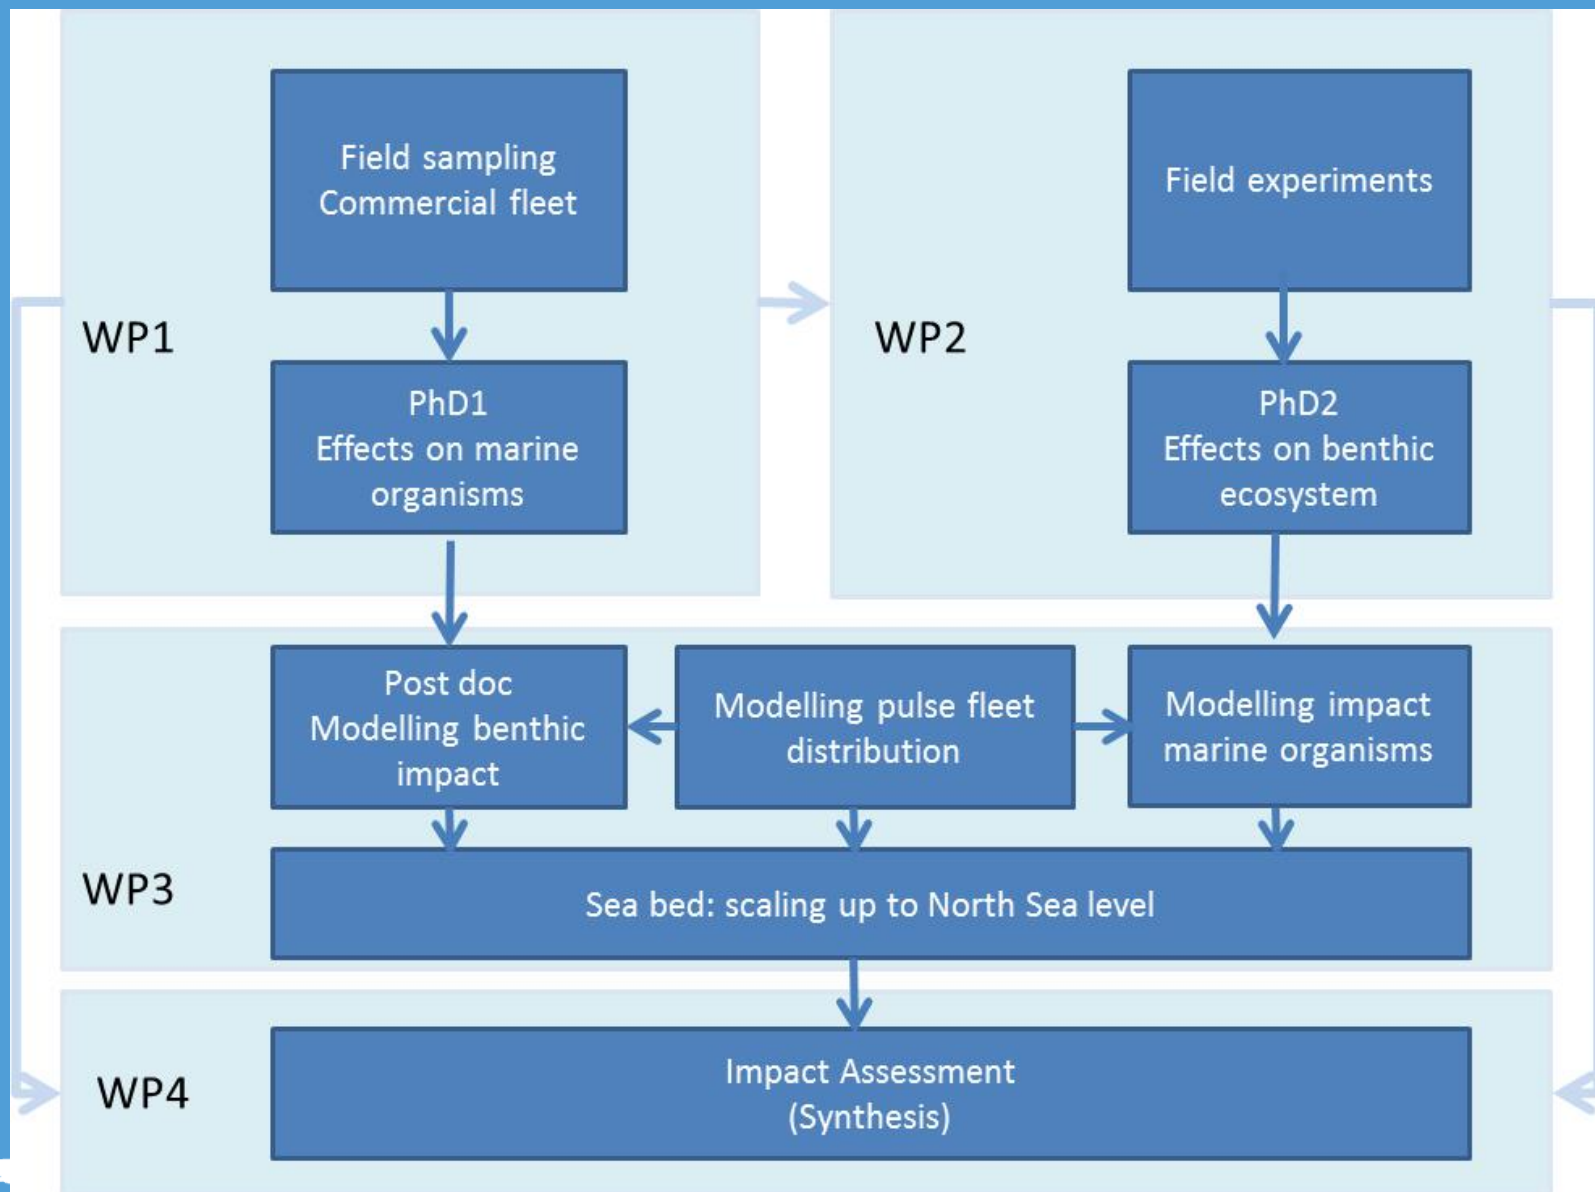 Field sampling
Commercial fleet
WP1
PhD1
Effects on marine
organisms
Field experiments
WP2
PhD2
Effects on benthic
ecosystem
Post doc
Modelling benthic
impact
Modelling pulse fleet
distribution
Modelling impact
marine organisms
WP3
Sea bed: scaling up to North Sea level
WP4
Impact Assessment
(Synthesis)